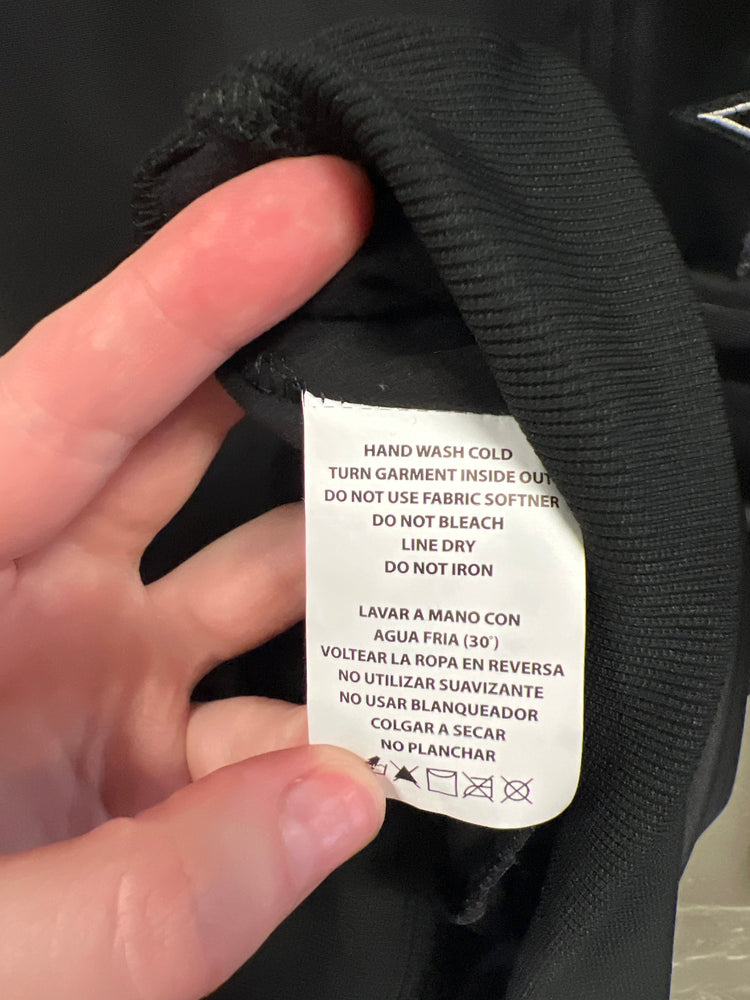 HAND WASH COLD
TURN GARMENT INSIDE OUT
DO NOT USE FABRIC SOFTNER
DO NOT BLEACH
LINE DRY
DO NOT IRON
LAVAR A MANO CON
AGUA FRIA (30°)
VOLTEAR LA ROPA EN REVERSA
NO UTILIZAR SUAVIZANTE
NO USAR BLANQUEADOR
COLGAR A SECAR
NO PLANCHAR